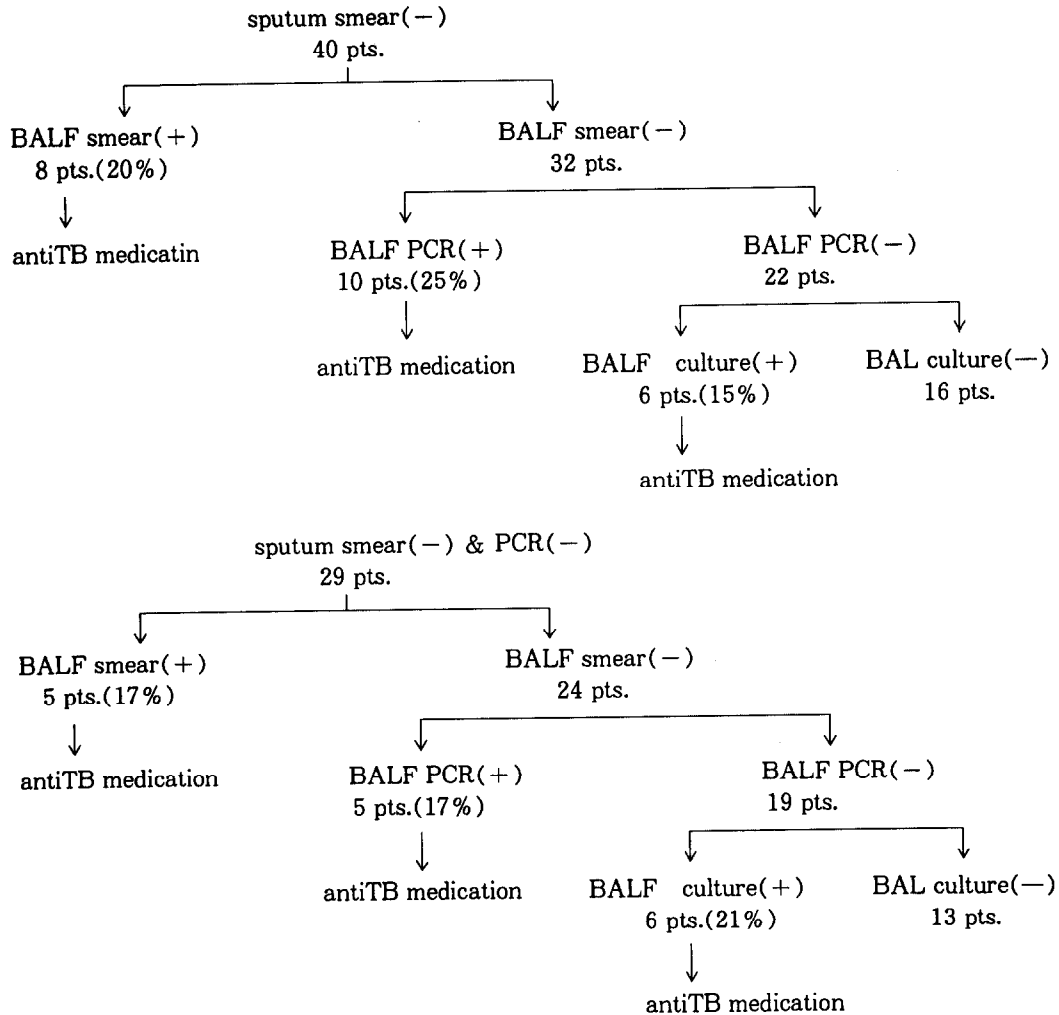 sputum smear(−)
40 pts.
BALF smear(+)
8 pts.(20%)
BALF smear(−)
32 pts.
antiTB medicatin
BALF PCR(+)
10 pts.(25%)
BALF PCR(−)
22 pts.
antiTB medication
BALF culture(+)
6 pts.(15%)
BAL culture(−)
16 pts.
antiTB medication
sputum smear(−) & PCR(−)
29 pts.
BALF smear(+)
5 pts.(17%)
BALF smear(−)
24 pts.
antiTB medication
BALF PCR(+)
5 pts.(17%)
BALF PCR(−)
19 pts.
antiTB medication
BALF culture(+)
6 pts.(21%)
BAL culture(−)
13 pts.
antiTB medication